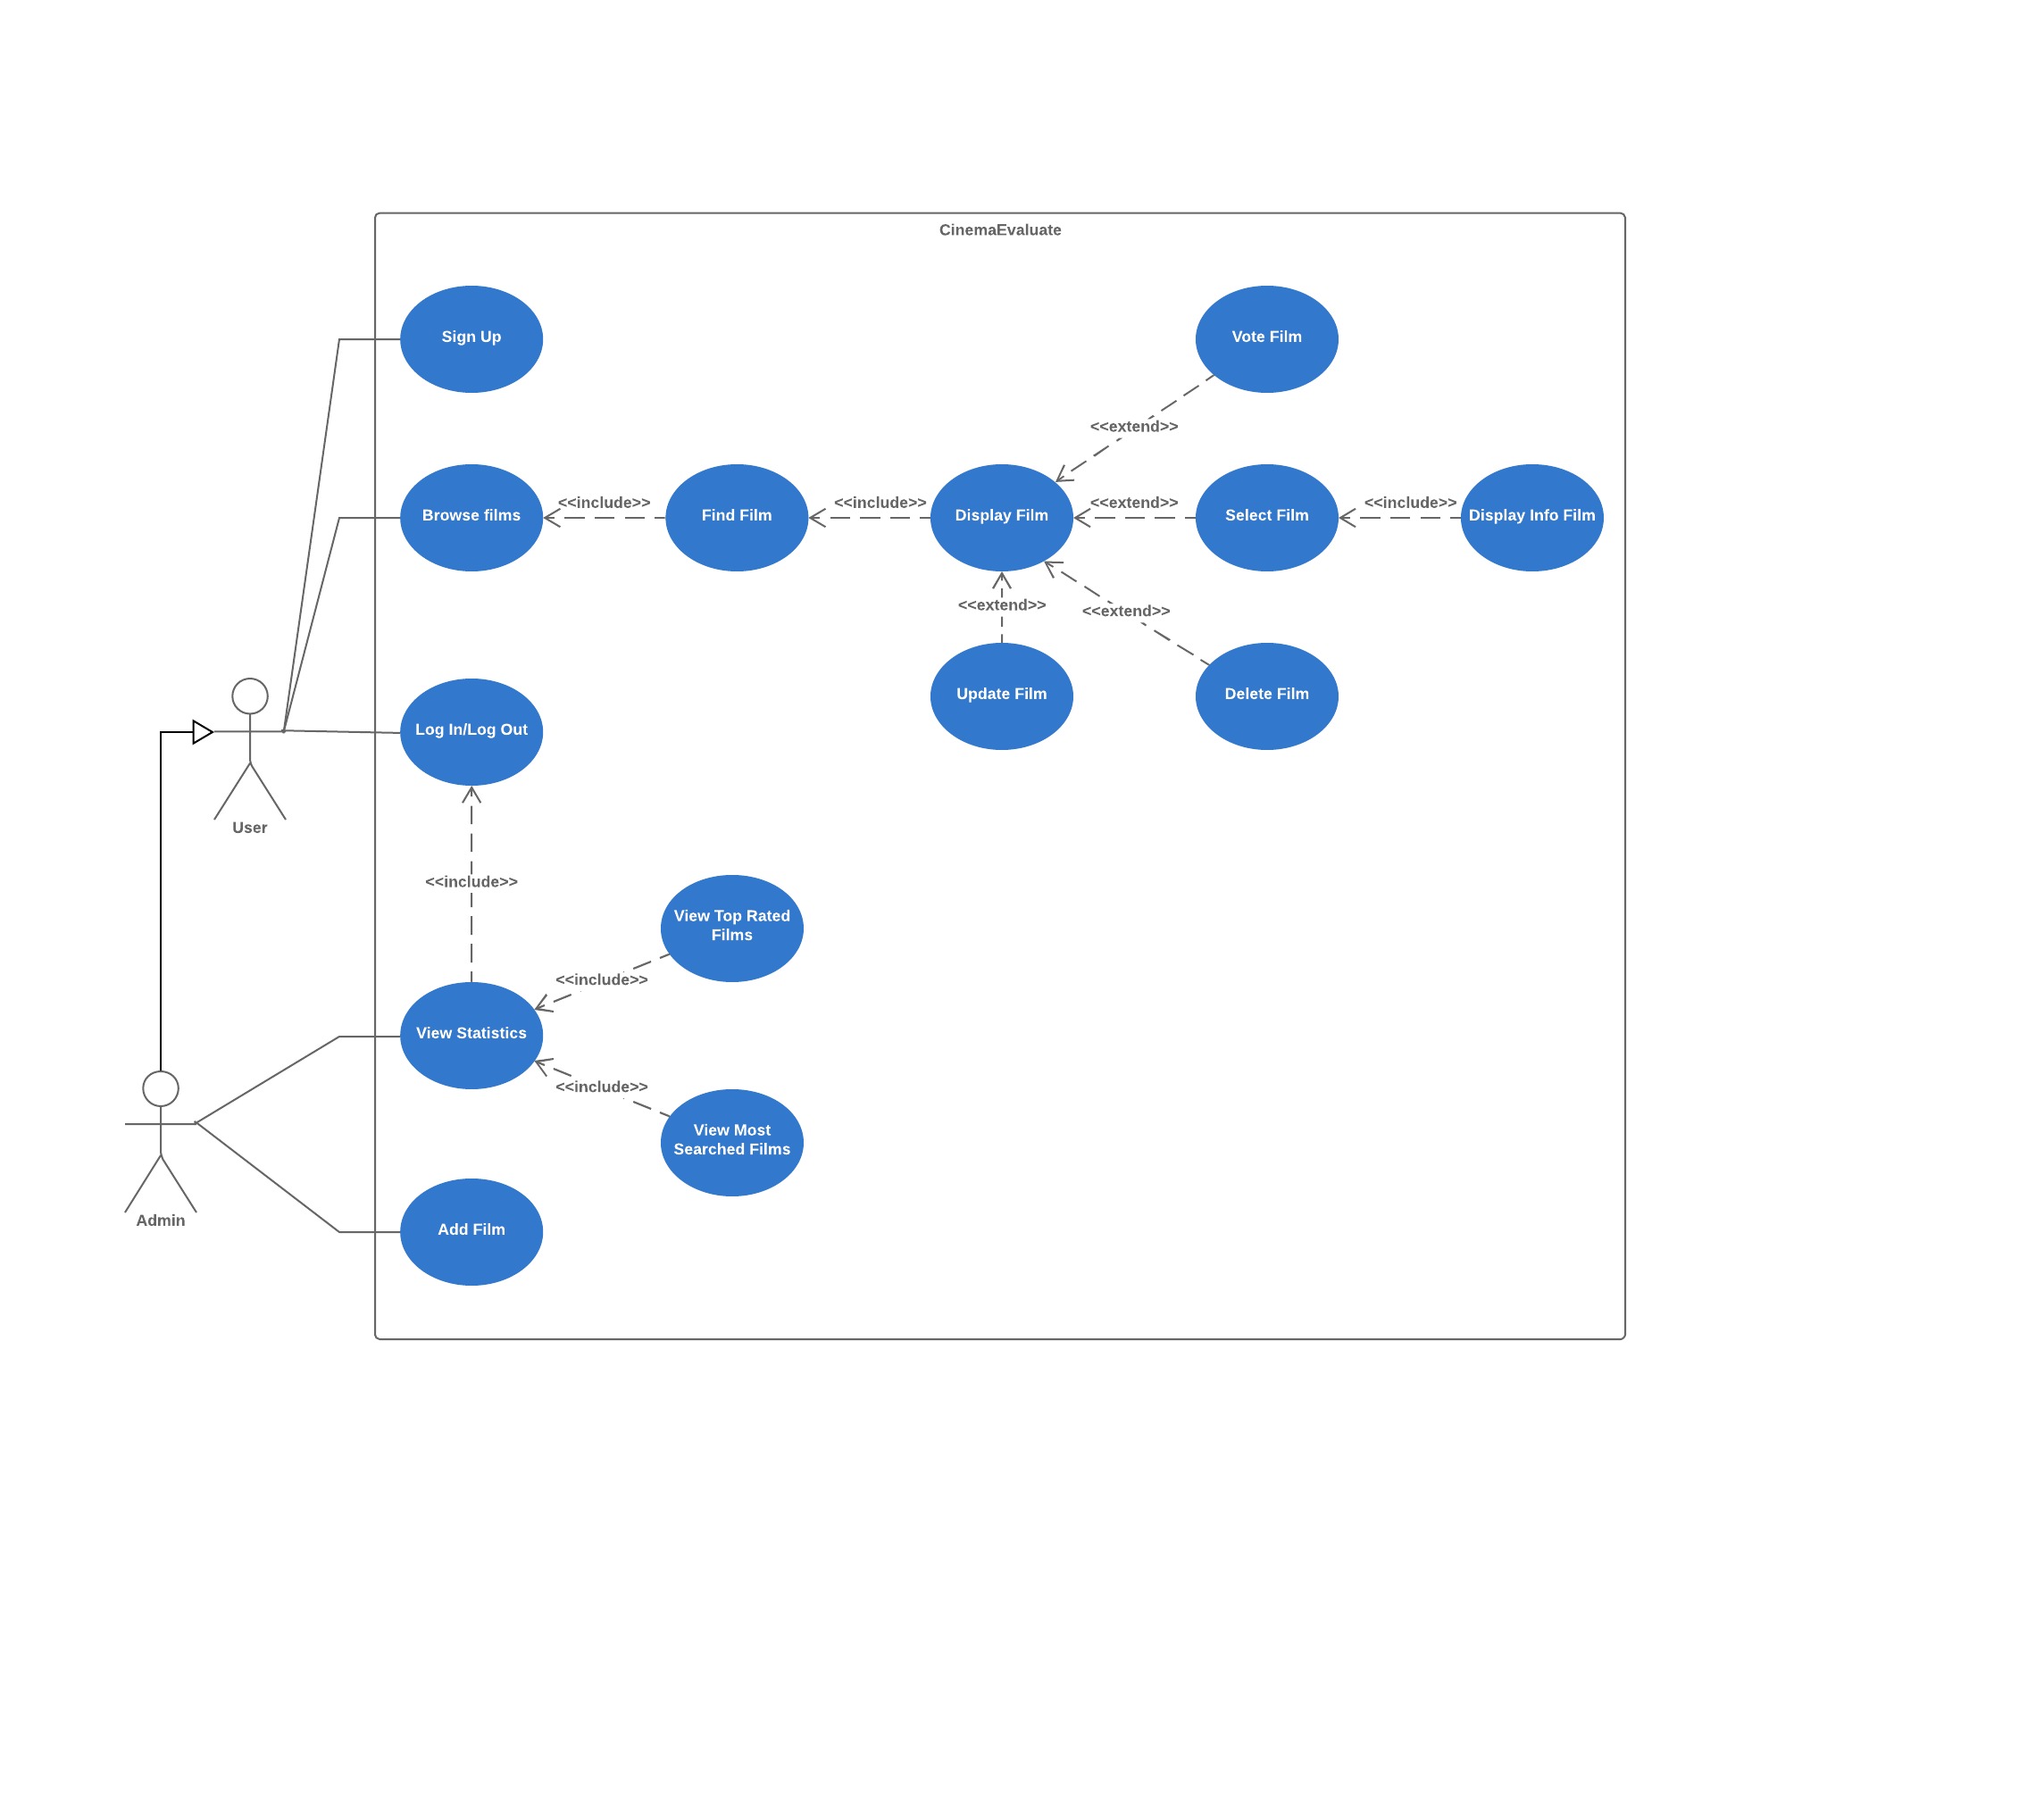 CinemaEvaluate
Sign Up
Vote Film
<<extend>>
Browse films
<<include>>
Find Film
<<include>>
Display Film
<<extend>>
Select Film
<<include>>
Display Info Film
<<extend>>
<<extend>>
Update Film
Delete Film
Log In/Log Out
User
<<include>>
View Top Rated
Films
<<include>>
View Statistics
<<include>>
View Most
Searched Films
Admin
Add Film